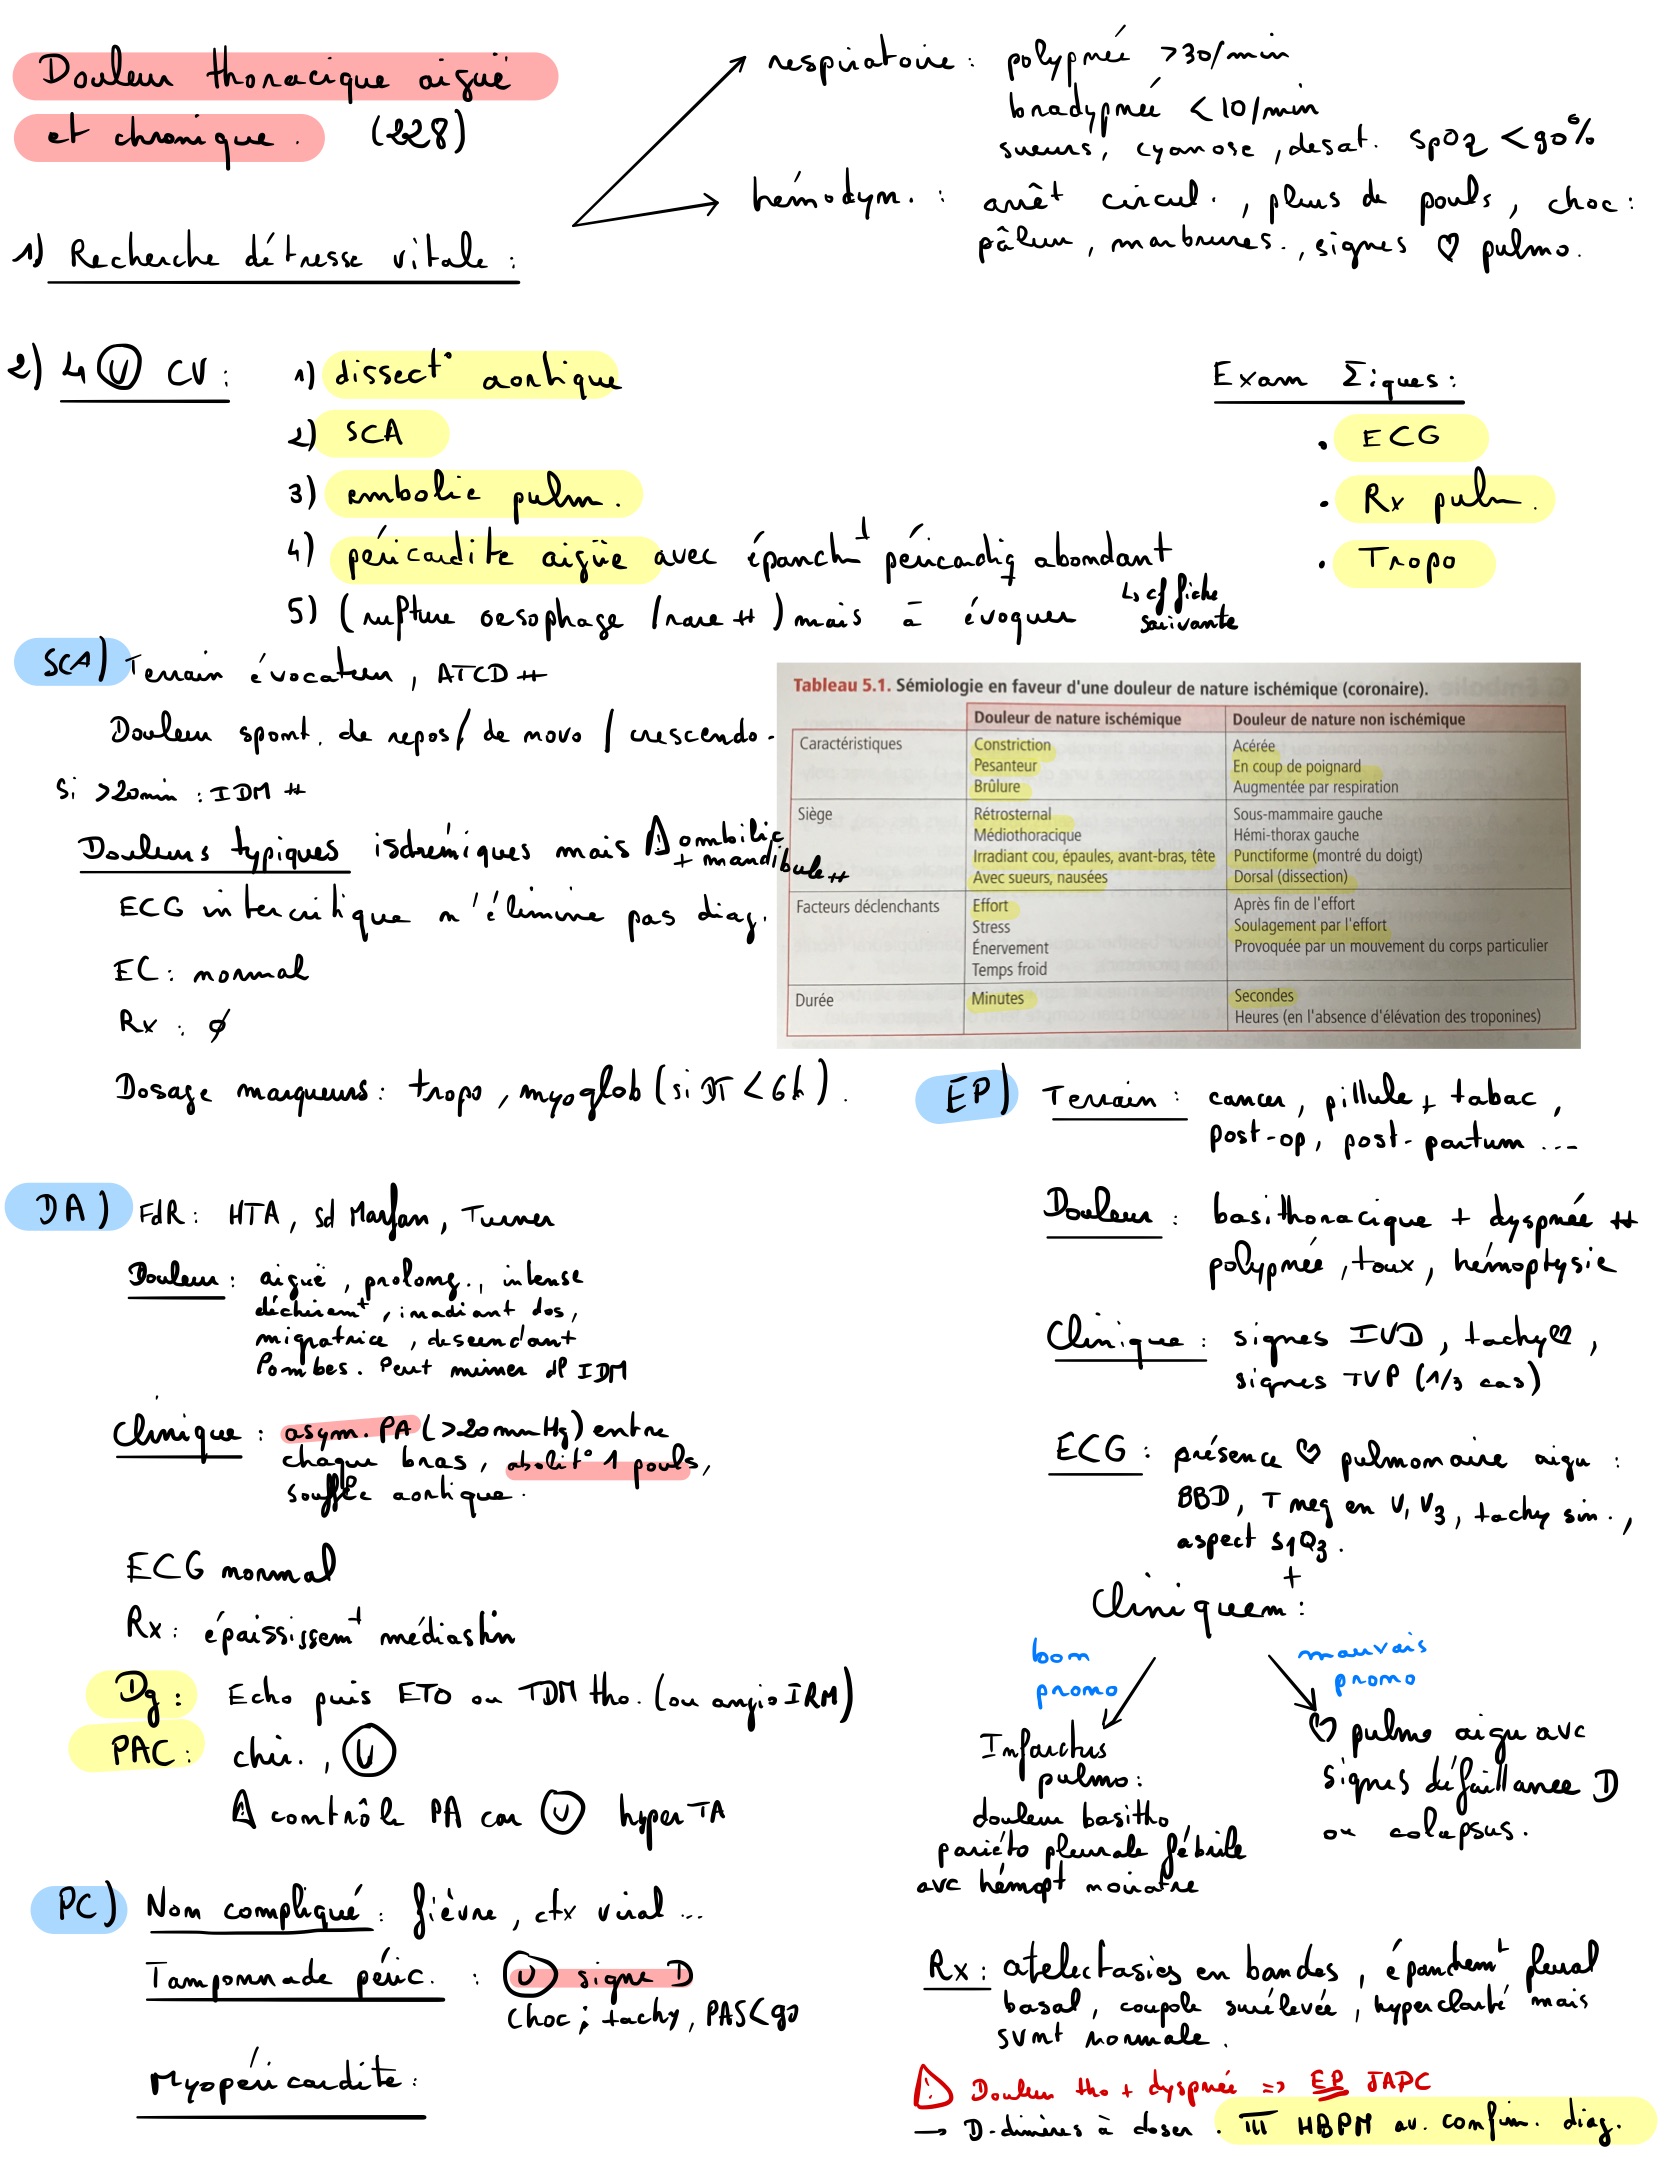 Douleur thoracique aiguë
et chronique. (228)
respiratoire : polypnée >30/min
bradypnée <10/min
sueurs, cyanose, desat. spO2 <90%
hémodyn. : arrêt circul., plus de pouls, choc :
pâleur, marbrures., signes ♡ pulmo.
1) Recherche détresse vitale :
2) 4 Ⓤ CV :
1) dissect° aortique
2) SCA
3) embolie pulm.
4) péricardite aigüe avec épanchᵗ péricardiq abondant
↳ cf fiche
suivante
5) (rupture oesophage /rare ++) mais à évoquer
Exam Σiques :
• ECG
• Rx pulm.
• Tropo
SCA) Terrain évocateur, ATCD ++
Douleur spont. de repos / de novo / crescendo.
Si >20min : IDM ++
Douleurs typiques ischémiques mais ⚠ ombilic
+ mandibule ++
ECG intercritique n'élimine pas diag.
EC : normal
Rx : ∅
Dosage marqueurs : tropo, myoglob (si DT < 6h).
Tableau 5.1. Sémiologie en faveur d'une douleur de nature ischémique (coronaire).
Douleur de nature ischémique Douleur de nature non ischémique
Caractéristiques Constriction Acérée
Pesanteur En coup de poignard
Brûlure Augmentée par respiration
Siège Rétrosternal Sous-mammaire gauche
Médiothoracique Hémi-thorax gauche
Irradiant cou, épaules, avant-bras, tête Punctiforme (montré du doigt)
Avec sueurs, nausées Dorsal (dissection)
Facteurs déclenchants Effort Après fin de l'effort
Stress Soulagement par l'effort
Énervement Provoquée par un mouvement du corps particulier
Temps froid
Durée Minutes Secondes
Heures (en l'absence d'élévation des troponines)
DA) FdR : HTA, sd Marfan, Turner
Douleur : aiguë, prolong., intense
déchiremᵗ, irradiant dos,
migratrice, descendant
lombes. Peut mimer dl IDM
Clinique : asym. PA (>20mmHg) entre
chaque bras, abolit° 1 pouls,
souffle aortique.
ECG normal
Rx : épaississemᵗ médiastin
Dg : Echo puis ETO ou TDM tho. (ou angio IRM)
PAC : chir., Ⓤ
⚠ contrôle PA car Ⓤ hyper TA
PC) Non compliqué : fièvre, ctx viral ...
Tamponnade péric. : Ⓤ signe D
choc ; tachy, PAS<90
Myopéricardite :
EP) Terrain : cancer, pillule + tabac,
post-op, post-partum ...
Douleur : basithoracique + dyspnée ++
polypnée, toux, hémoptysie
Clinique : signes IVD, tachy♡,
signes TVP (1/3 cas)
ECG : présence ♡ pulmonaire aigu :
BBD, T neg en V1 V3, tachy sin.,
aspect S1Q3.
Cliniquemᵗ :
bon
prono
Infarctus
pulmo :
douleur basitho
pariéto pleurale fébrile
avc hémopt noirâtre
mauvais
prono
♡ pulmo aigu avc
signes défaillance D
ou colapsus.
Rx : atelectasies en bandes, épanchemᵗ pleural
basal, coupole surélevée, hyperclarté mais
svnt normale.
⚠ Douleur tho + dyspnée => EP JAPC
→ D-dimères à doser. TTT HBPM av. confirm. diag.